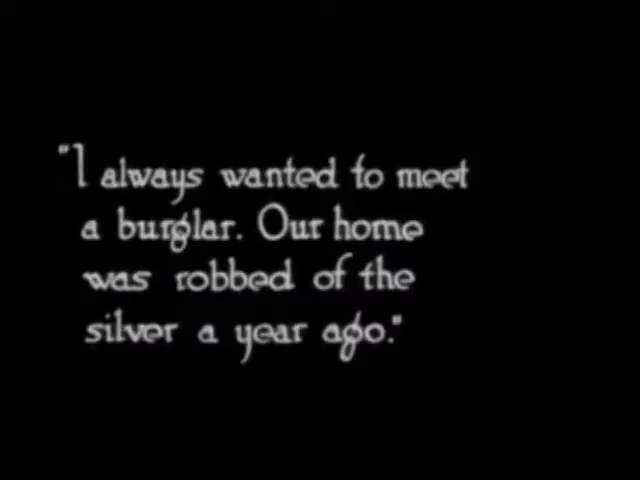 "I always wanted to meet
a burglar. Our home
was robbed of the
silver a year ago."